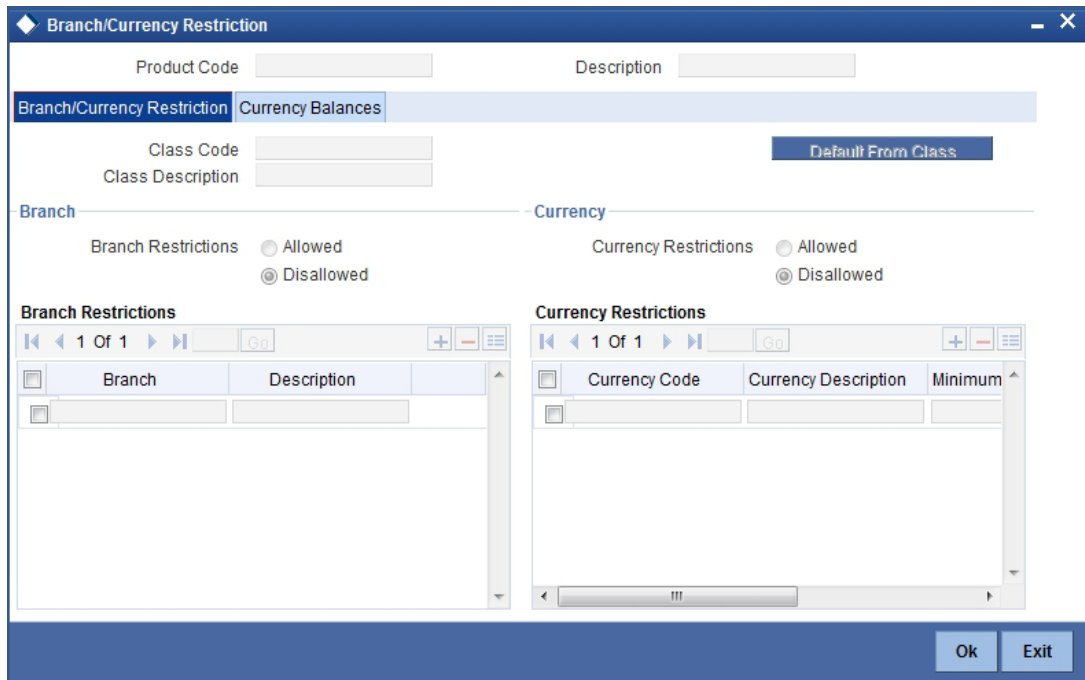 Branch/Currency Restriction
Product Code Description
Branch/Currency Restriction Currency Balances
Class Code Default From Class
Class Description
Branch Currency
Branch Restrictions Allowed Currency Restrictions Allowed
Disallowed Disallowed
Branch Restrictions Currency Restrictions
1 Of 1 Go 1 Of 1 Go
Branch Description Currency Code Currency Description Minimum
Ok Exit